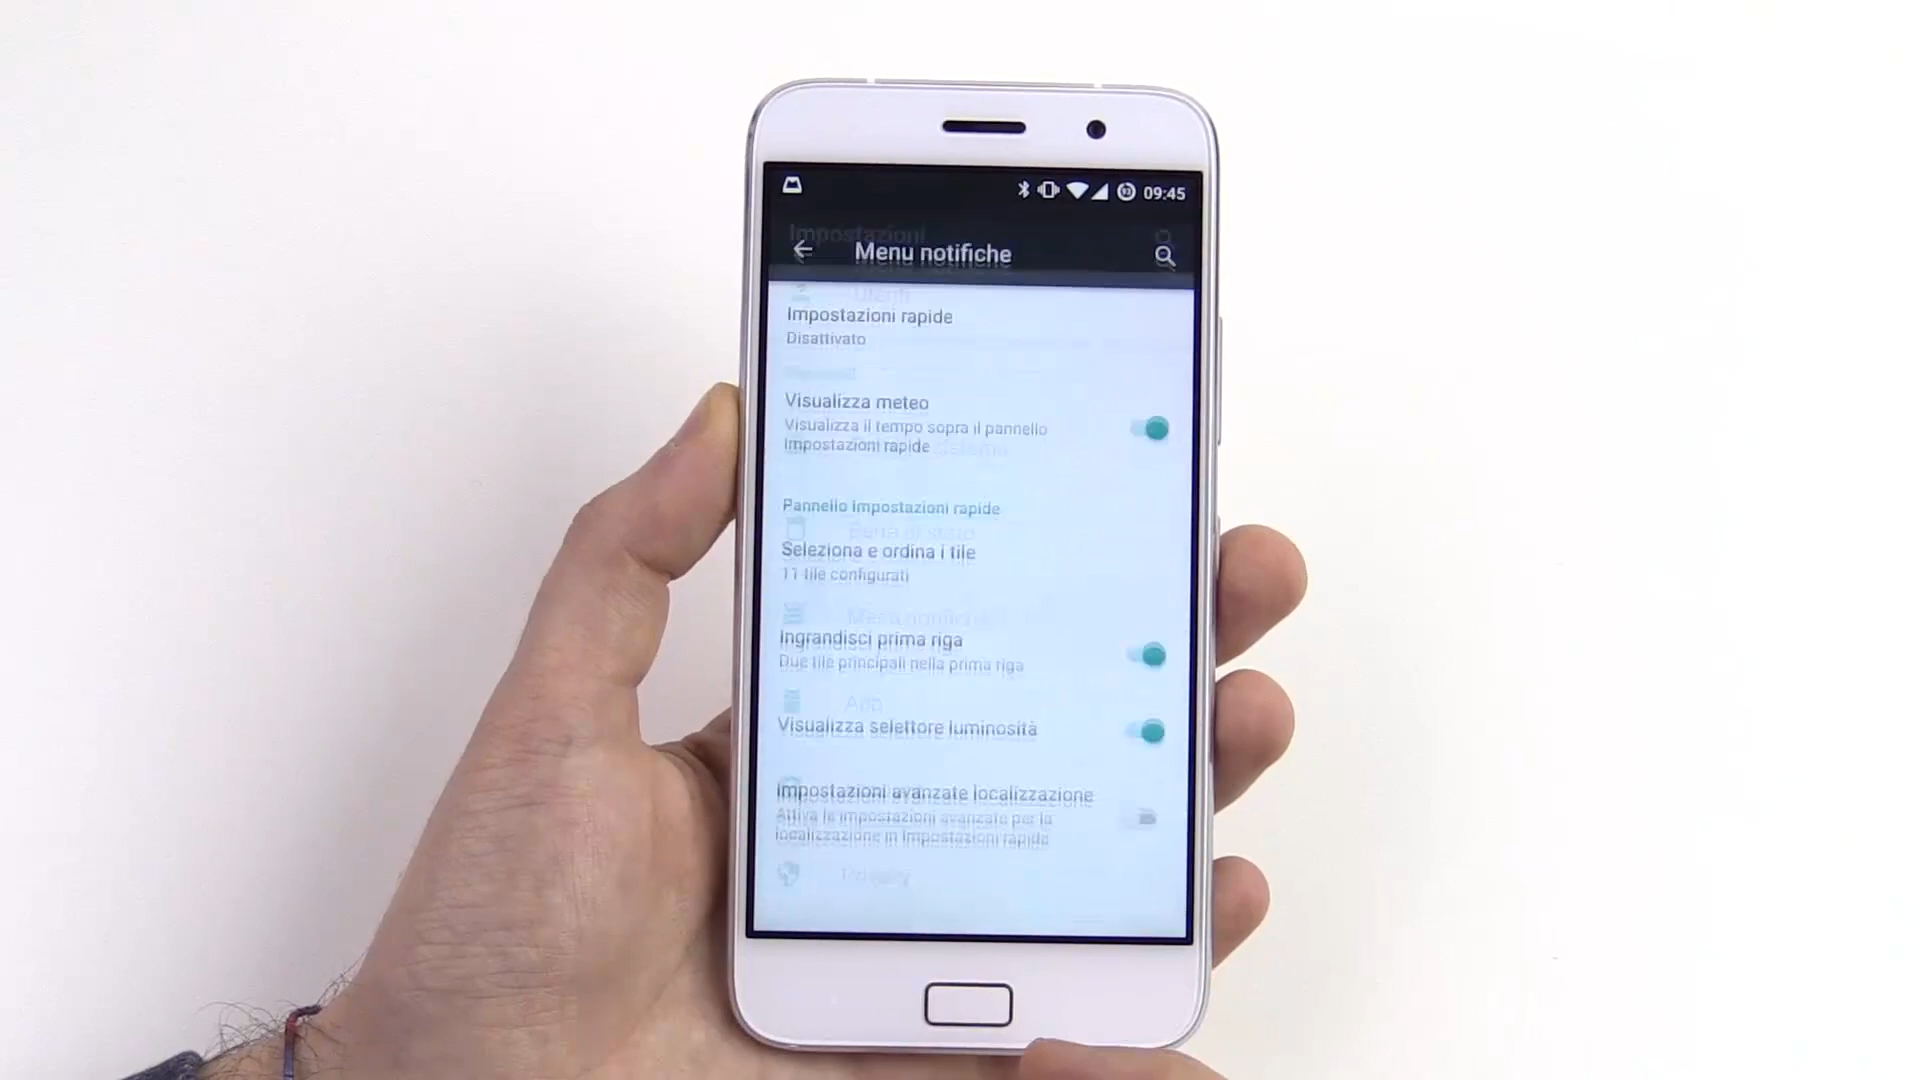 09:45
Impostazioni
Menu notifiche
Utenti
Impostazioni rapide
Disattivato
Visualizza meteo
Visualizza il tempo sopra il pannello
Impostazioni rapide
Pannello Impostazioni rapide
Barra di stato
Seleziona e ordina i tile
11 tile configurati
Menu notifiche
Ingrandisci prima riga
Due tile principali nella prima riga
App
Visualizza selettore luminosità
Impostazioni avanzate localizzazione
Attiva le impostazioni avanzate per la
localizzazione in Impostazioni rapide
Privacy